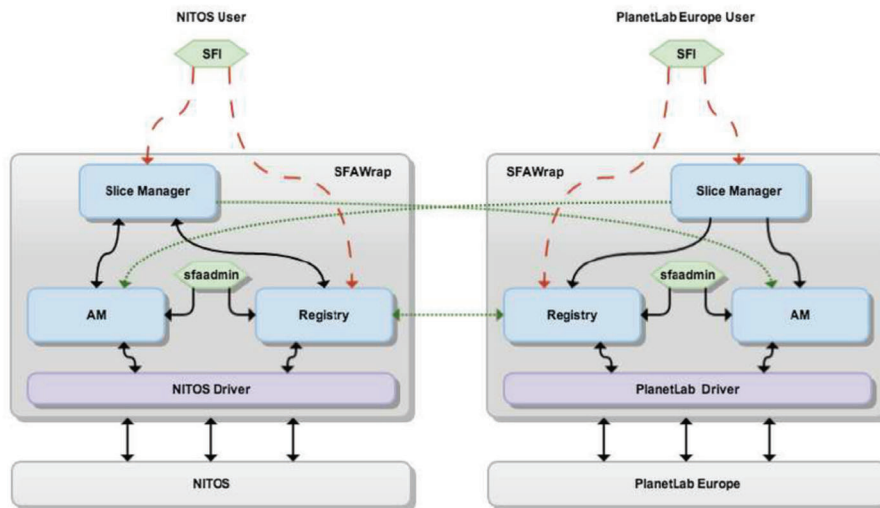 NITOS User
PlanetLab Europe User
SFI
SFI
SFAWrap
SFAWrap
Slice Manager
Slice Manager
sfaadmin
sfaadmin
AM
Registry
Registry
AM
NITOS Driver
PlanetLab Driver
NITOS
PlanetLab Europe